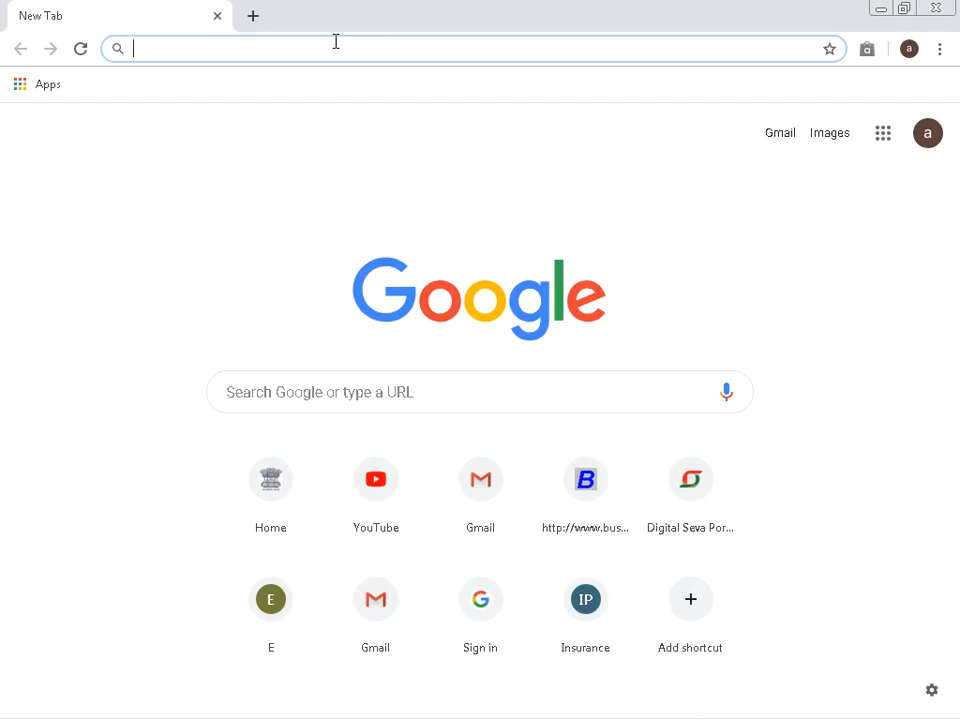 New Tab
a
a
Apps
Gmail Images
a
Google
Search Google or type a URL
B
Home YouTube Gmail http://www.bus... Digital Seva Por...
E IP
E Gmail Sign in Insurance Add shortcut